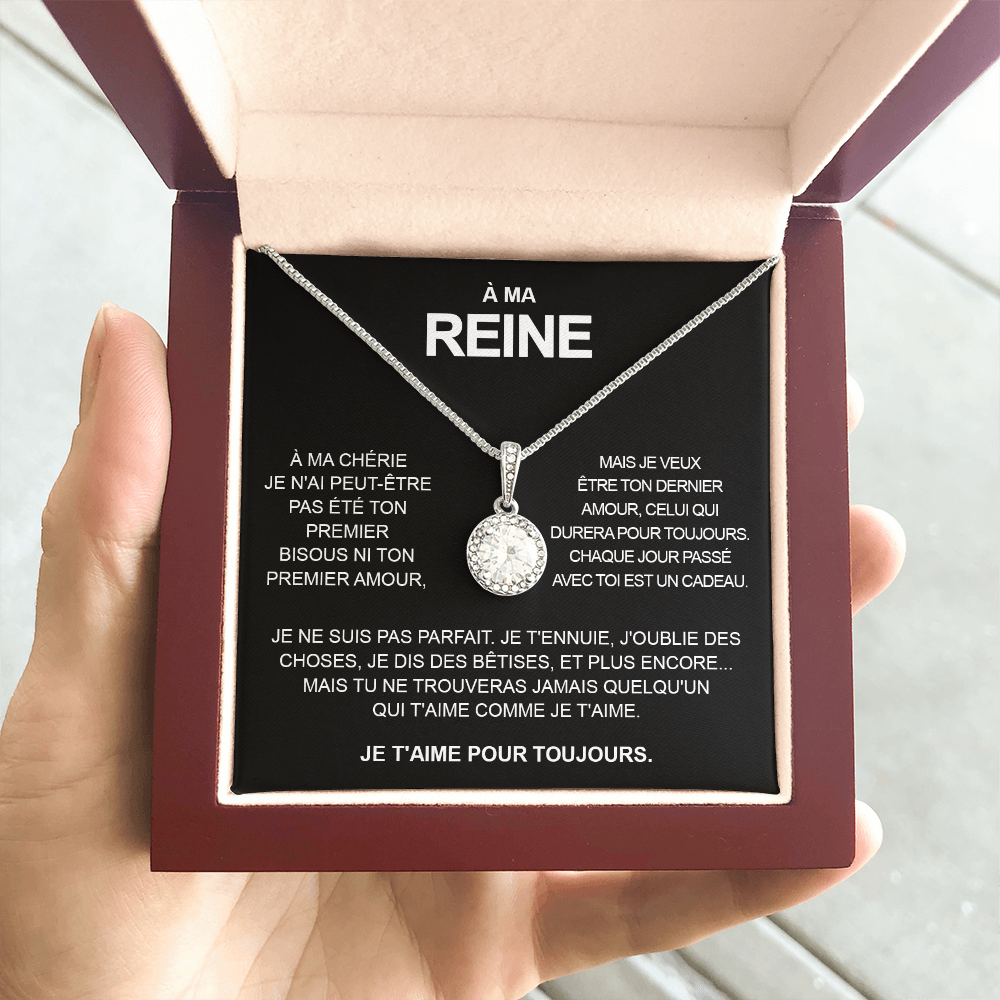 À MA
REINE
À MA CHÉRIE
JE N'AI PEUT-ÊTRE
PAS ÉTÉ TON
PREMIER
BISOUS NI TON
PREMIER AMOUR,
MAIS JE VEUX
ÊTRE TON DERNIER
AMOUR, CELUI QUI
DURERA POUR TOUJOURS.
CHAQUE JOUR PASSÉ
AVEC TOI EST UN CADEAU.
JE NE SUIS PAS PARFAIT. JE T'ENNUIE, J'OUBLIE DES
CHOSES, JE DIS DES BÊTISES, ET PLUS ENCORE...
MAIS TU NE TROUVERAS JAMAIS QUELQU'UN
QUI T'AIME COMME JE T'AIME.
JE T'AIME POUR TOUJOURS.